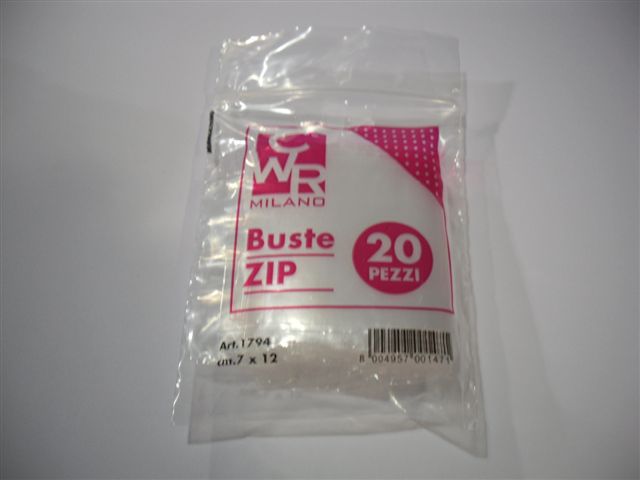 CWR
MILANO
Buste
ZIP
20
PEZZI
Art.1794
cm.7 x 12
8 004957 001471